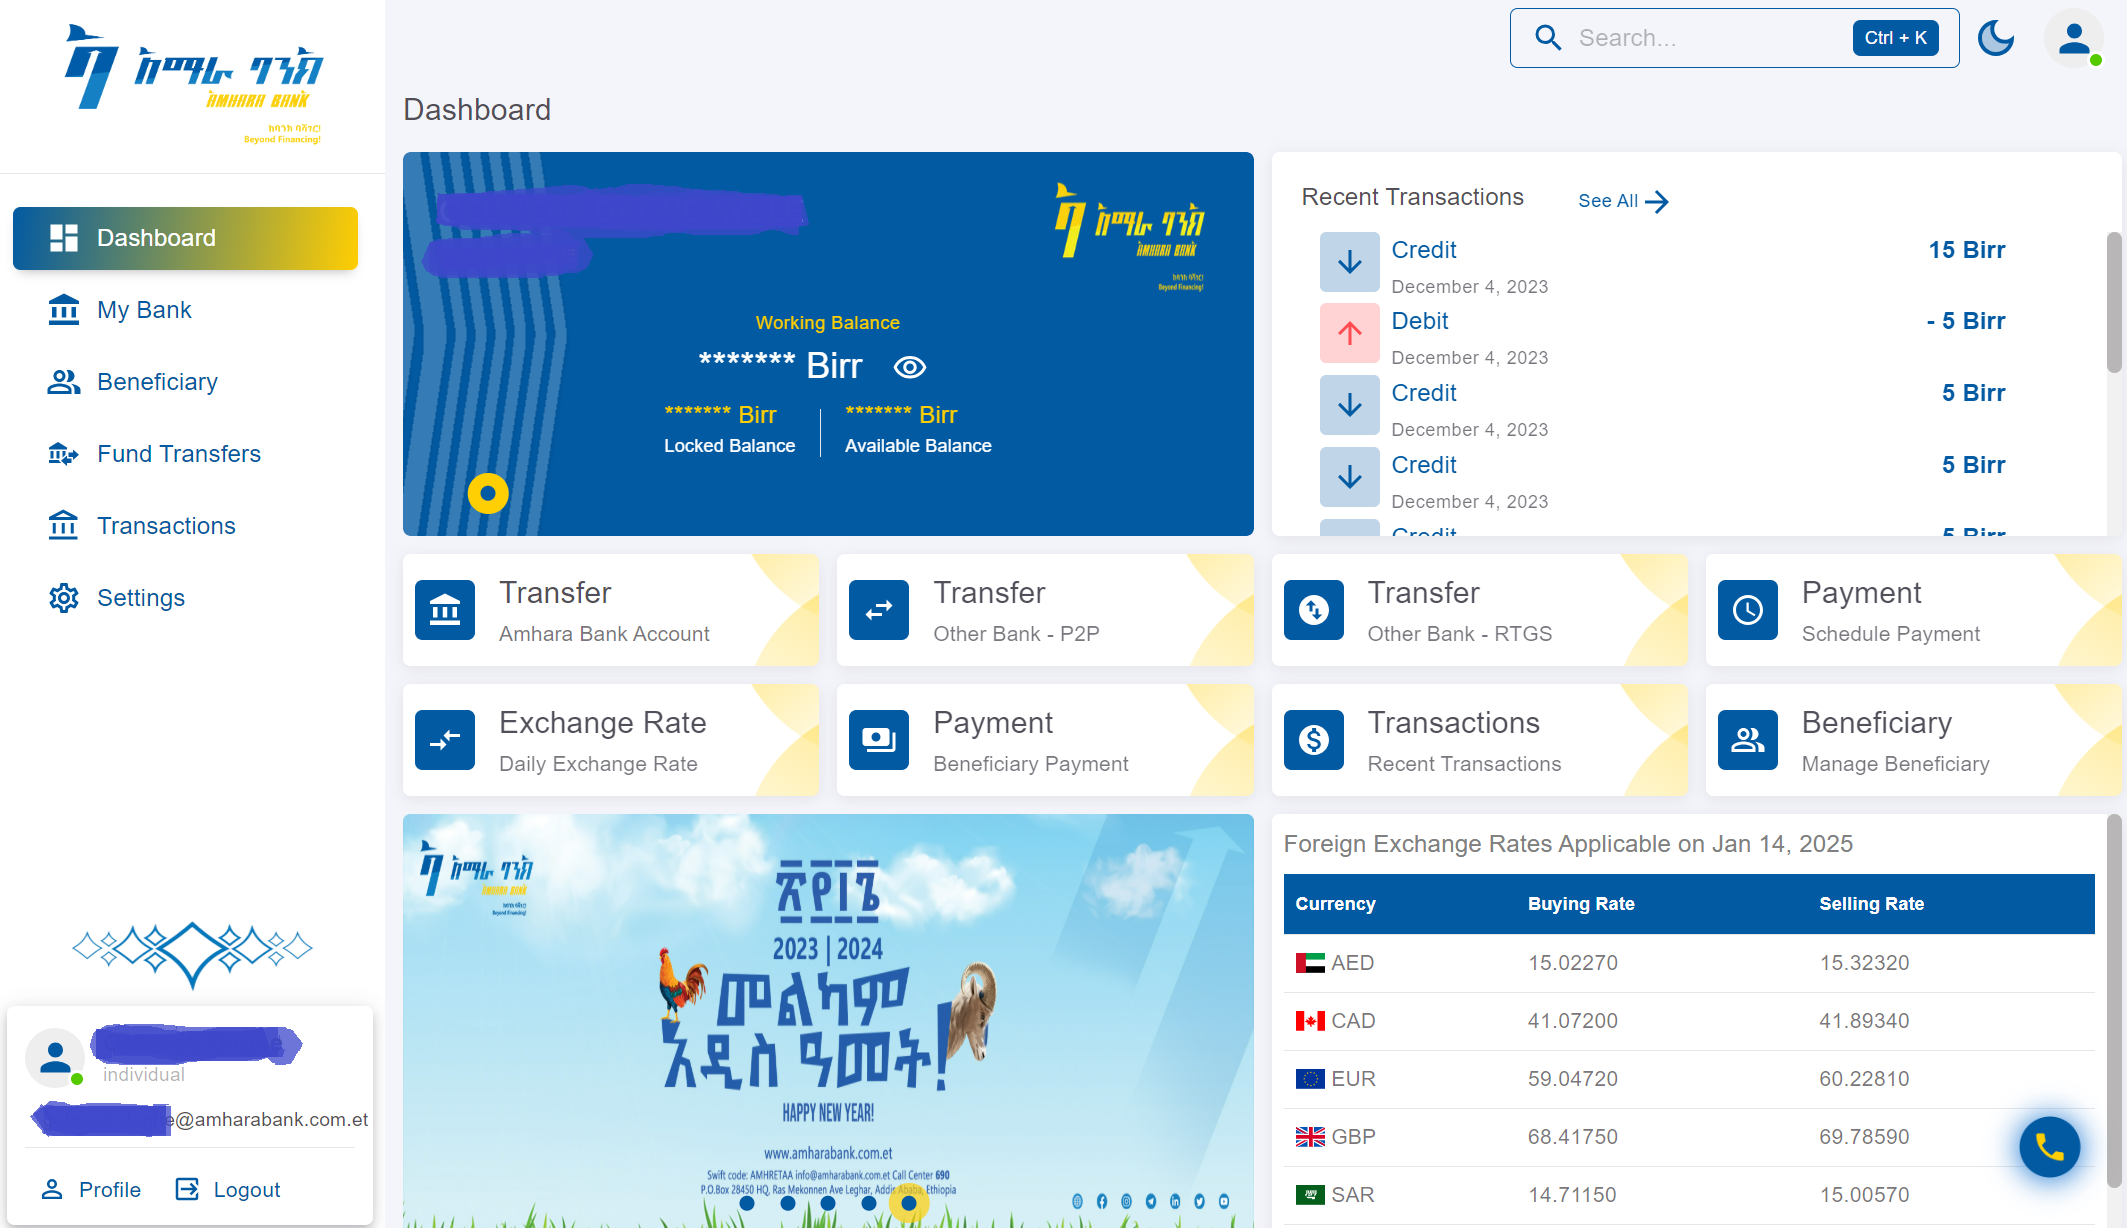 አማራ ባንክ
AMHARA BANK
ከባንክ ባሻገር!
Beyond Financing!
Search...
Ctrl + K
Dashboard
Dashboard
My Bank
Beneficiary
Fund Transfers
Transactions
Settings
አማራ ባንክ
AMHARA BANK
ከባንክ ባሻገር!
Beyond Financing!
Working Balance
******* Birr
******* Birr
Locked Balance
******* Birr
Available Balance
Recent Transactions
See All
Credit
15 Birr
December 4, 2023
Debit
- 5 Birr
December 4, 2023
Credit
5 Birr
December 4, 2023
Credit
5 Birr
December 4, 2023
Credit
5 Birr
Transfer
Amhara Bank Account
Transfer
Other Bank - P2P
Transfer
Other Bank - RTGS
Payment
Schedule Payment
Exchange Rate
Daily Exchange Rate
Payment
Beneficiary Payment
Transactions
Recent Transactions
Beneficiary
Manage Beneficiary
አማራ ባንክ
AMHARA BANK
ከባንክ ባሻገር!
Beyond Financing!
፳፻፲፮
2023 | 2024
መልካም
አዲስ ዓመት!
HAPPY NEW YEAR!
www.amharabank.com.et
Swift code: AMHRETAA info@amharabank.com.et Call Center 690
P.O.Box 28450 HQ, Ras Mekonnen Ave Leghar, Addis Ababa, Ethiopia
Foreign Exchange Rates Applicable on Jan 14, 2025
Currency Buying Rate Selling Rate
AED 15.02270 15.32320
CAD 41.07200 41.89340
EUR 59.04720 60.22810
GBP 68.41750 69.78590
SAR 14.71150 15.00570
individual
e@amharabank.com.et
Profile
Logout